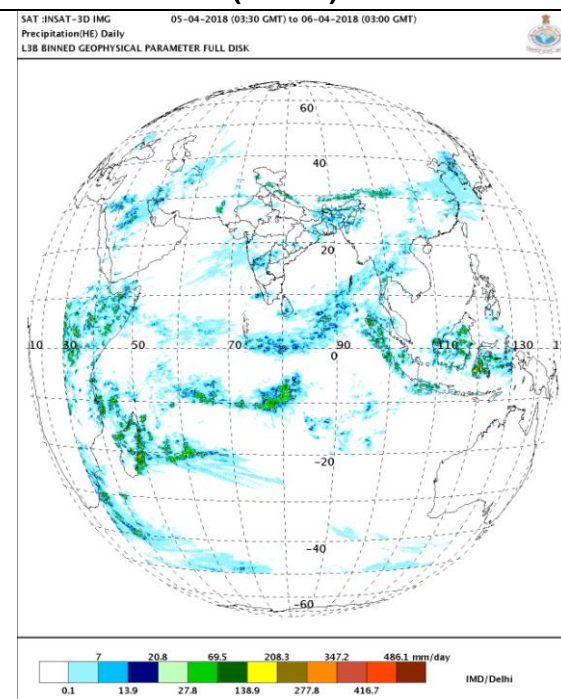 SAT :INSAT-3D IMG 05-04-2018 (03:30 GMT) to 06-04-2018 (03:00 GMT)
Precipitation(HE) Daily
L3B BINNED GEOPHYSICAL PARAMETER FULL DISK
60
40
20
10 30 50 70 90 110 130 1
0
-20
-40
-60
7 20.8 69.5 208.3 347.2 486.1 mm/day
0.1 13.9 27.8 138.9 277.8 416.7
IMD/Delhi